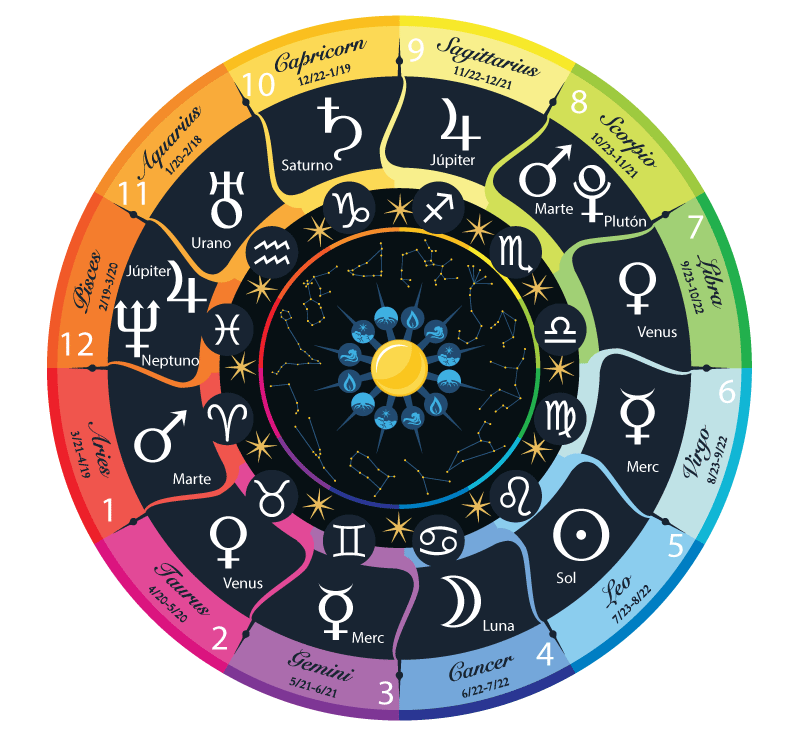 Capricorn
12/22-1/19
10
Saturno
Sagittarius
11/22-12/21
9
Júpiter
Scorpio
10/23-11/21
8
Marte
Plutón
Libra
9/23-10/22
7
Venus
Virgo
8/23-9/22
6
Merc
Leo
7/23-8/22
5
Sol
Cancer
6/22-7/22
4
Luna
Gemini
5/21-6/21
3
Merc
Taurus
4/20-5/20
2
Venus
Aries
3/21-4/19
1
Marte
Pisces
2/19-3/20
12
Júpiter
Neptuno
Aquarius
1/20-2/18
11
Urano